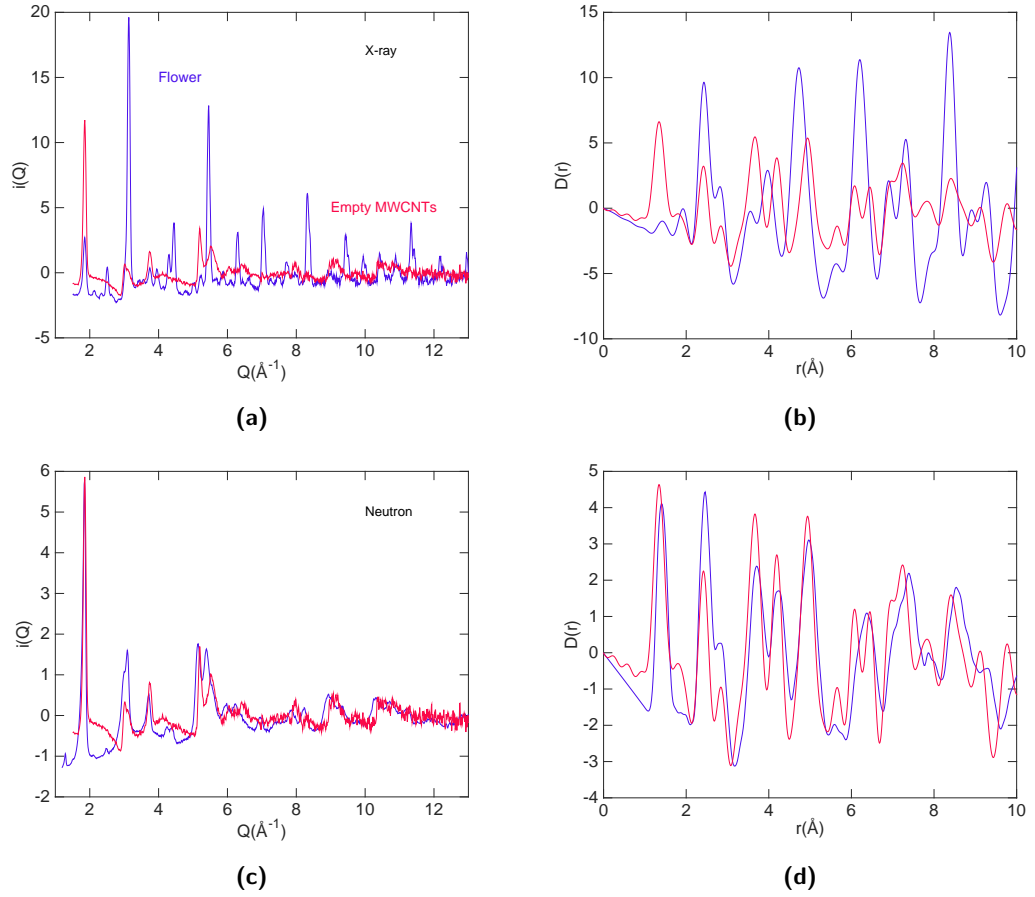 20
15
10
5
0
-5
i(Q)
X-ray
Flower
Empty MWCNTs
2 4 6 8 10 12
Q(Å⁻¹)
(a)
15
10
5
0
-5
-10
D(r)
0 2 4 6 8 10
r(Å)
(b)
6
5
4
3
2
1
0
-1
-2
i(Q)
Neutron
2 4 6 8 10 12
Q(Å⁻¹)
(c)
5
4
3
2
1
0
-1
-2
-3
-4
D(r)
0 2 4 6 8 10
r(Å)
(d)